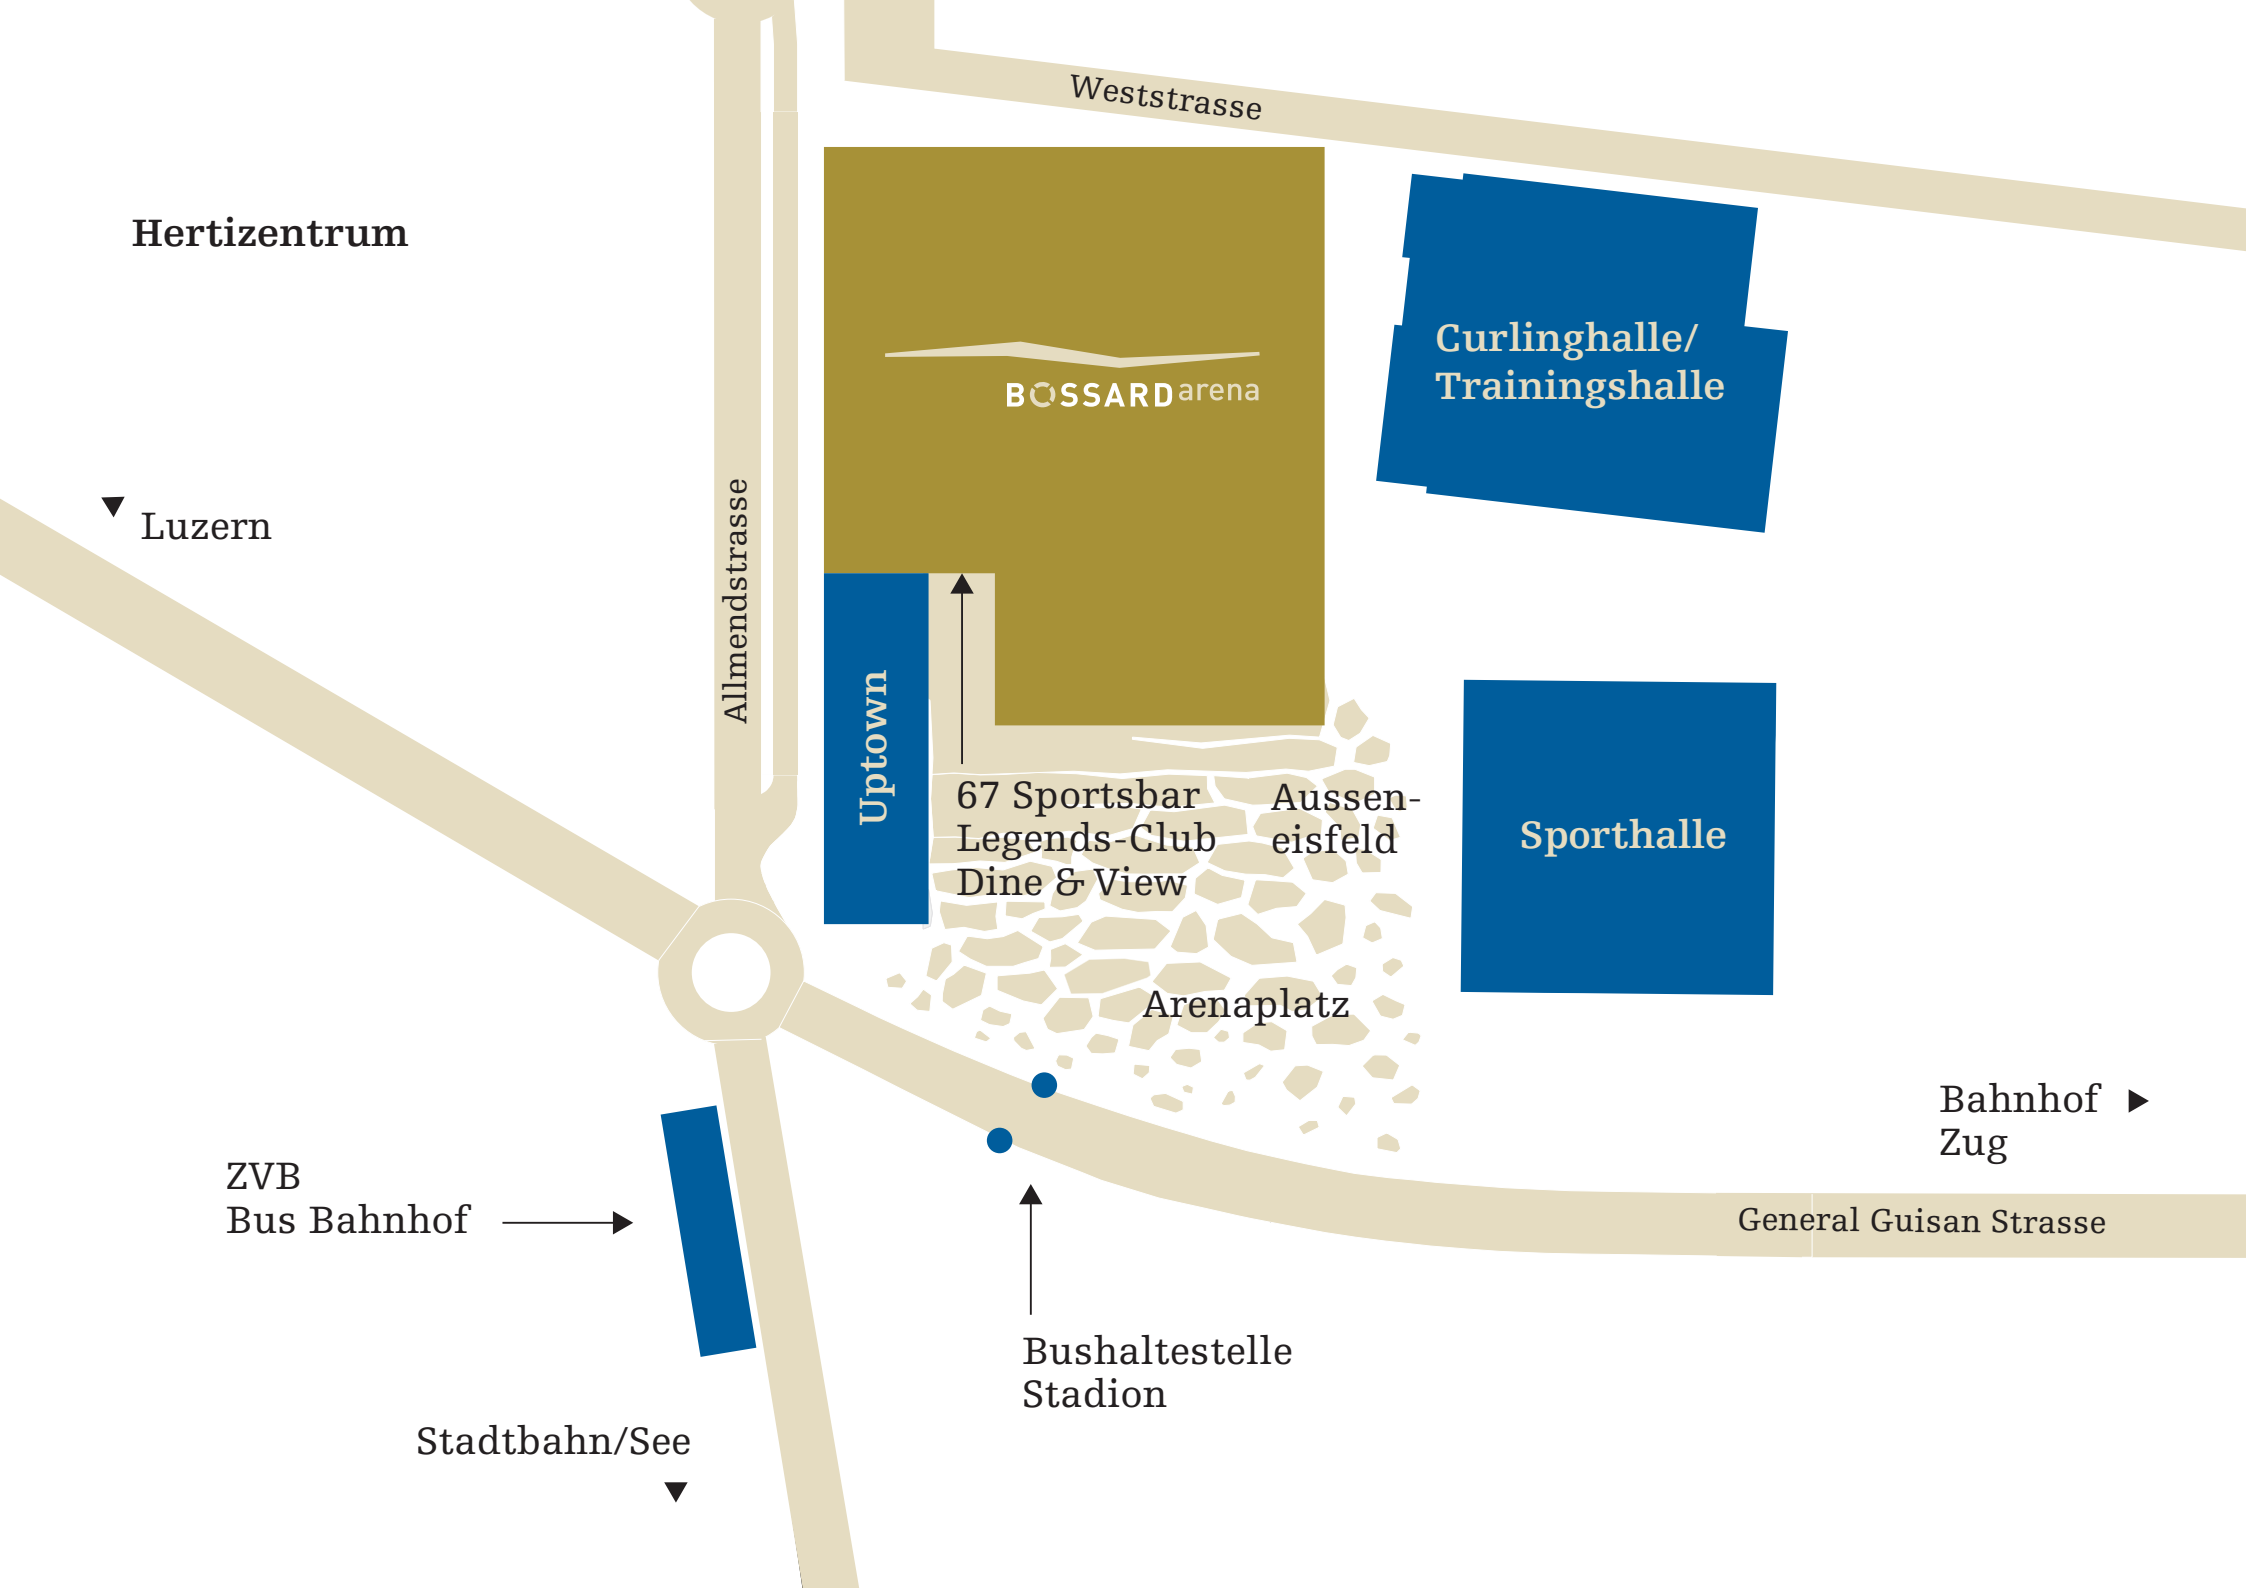 Weststrasse
Hertizentrum
Luzern
Allmendstrasse
BOSSARD arena
Curlinghalle/
Trainingshalle
Uptown
67 Sportsbar
Legends-Club
Dine & View
Aussen-
eisfeld
Sporthalle
Arenaplatz
Bahnhof
Zug
General Guisan Strasse
ZVB
Bus Bahnhof
Bushaltestelle
Stadion
Stadtbahn/See